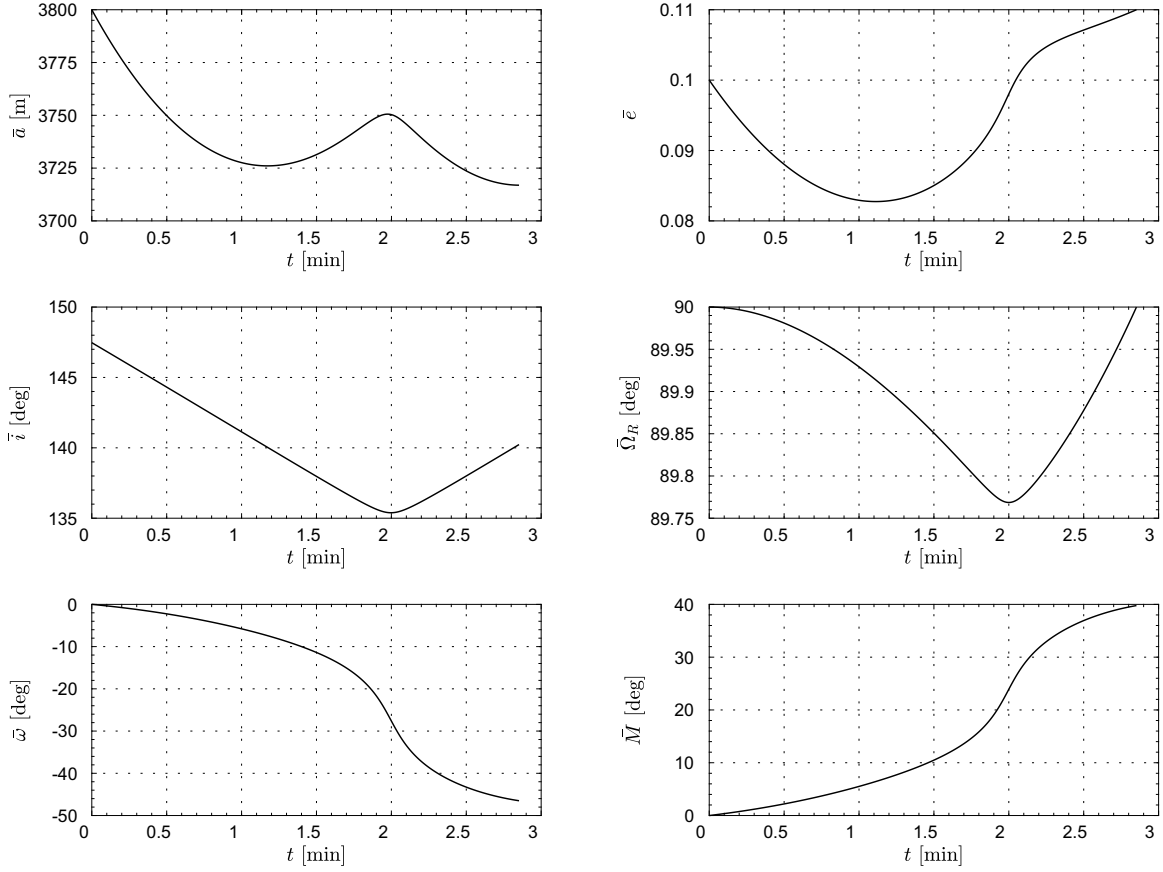 3800
3775
3750
3725
3700
ā [m]
0 0.5 1 1.5 2 2.5 3
t [min]
0.11
0.1
0.09
0.08
ē
0 0.5 1 1.5 2 2.5 3
t [min]
150
145
140
135
i̅ [deg]
0 0.5 1 1.5 2 2.5 3
t [min]
90
89.95
89.9
89.85
89.8
89.75
Ω̄_R [deg]
0 0.5 1 1.5 2 2.5 3
t [min]
0
-10
-20
-30
-40
-50
ω̄ [deg]
0 0.5 1 1.5 2 2.5 3
t [min]
40
30
20
10
0
M̄ [deg]
0 0.5 1 1.5 2 2.5 3
t [min]